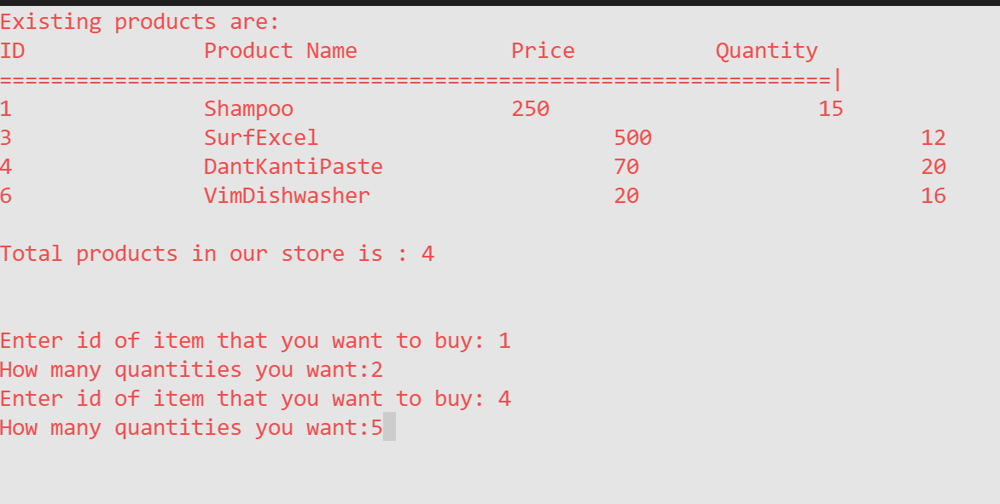 Existing products are:
ID Product Name Price Quantity
=================================================================|
1 Shampoo 250 15
3 SurfExcel 500 12
4 DantKantiPaste 70 20
6 VimDishwasher 20 16
Total products in our store is : 4
Enter id of item that you want to buy: 1
How many quantities you want:2
Enter id of item that you want to buy: 4
How many quantities you want:5